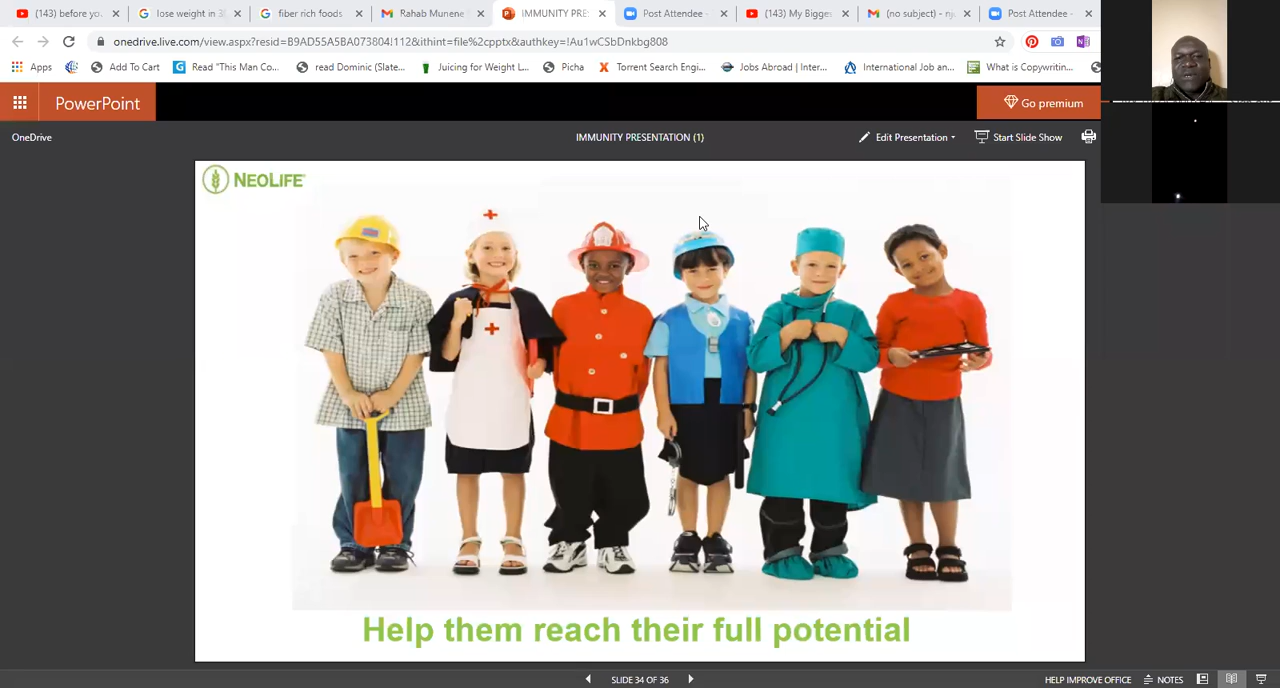 (143) before yo
lose weight in 3
fiber rich foods
Rahab Munene
IMMUNITY PRE
Post Attendee -
(143) My Bigges
(no subject) - nj
Post Attendee -
onedrive.live.com/view.aspx?resid=B9AD55A5BA073804!112&ithint=file%2cpptx&authkey=!Au1wCSbDnkbg808
Apps
Add To Cart
Read "This Man Co...
read Dominic (Slate...
Juicing for Weight L...
Picha
Torrent Search Engi...
Jobs Abroad | Inter...
International Job an...
What is Copywritin...
PowerPoint
Go premium
OneDrive
IMMUNITY PRESENTATION (1)
Edit Presentation
Start Slide Show
NEOLIFE
Help them reach their full potential
SLIDE 34 OF 36
HELP IMPROVE OFFICE
NOTES